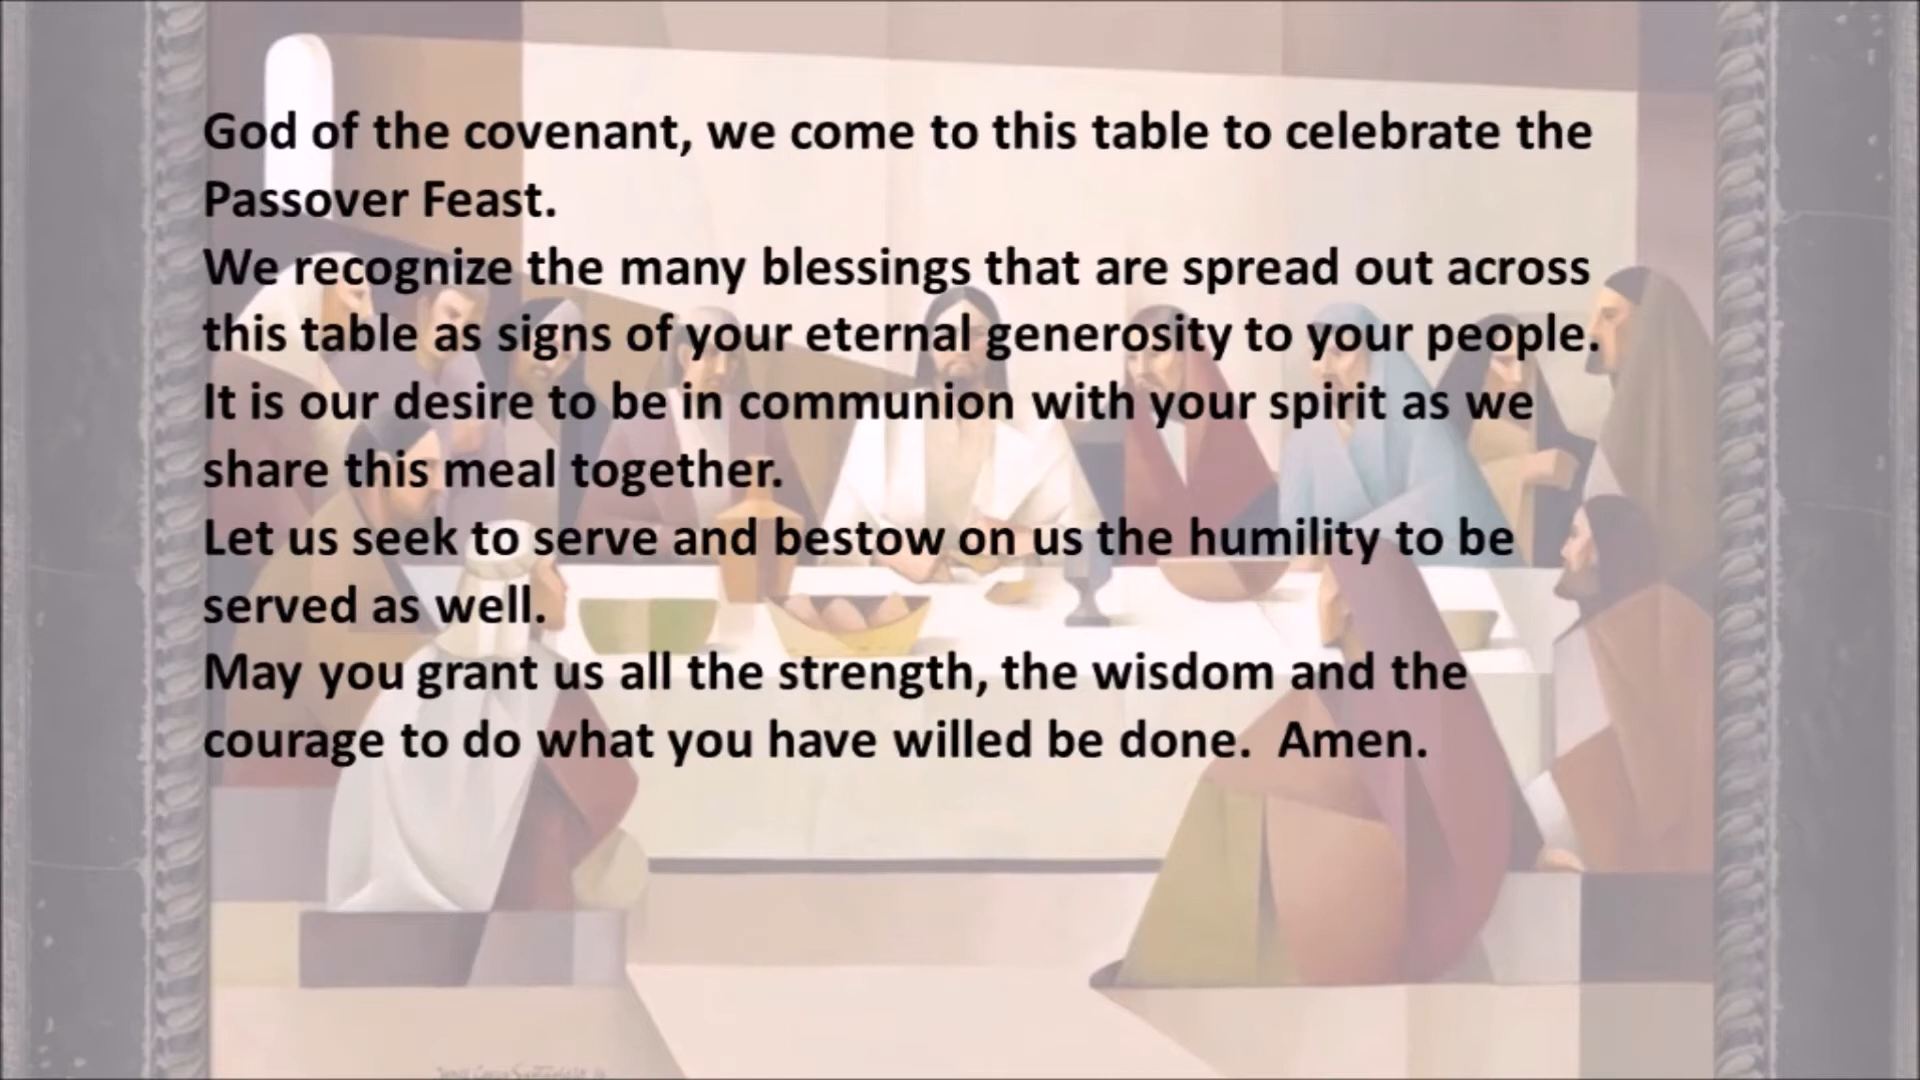 God of the covenant, we come to this table to celebrate the
Passover Feast.
We recognize the many blessings that are spread out across
this table as signs of your eternal generosity to your people.
It is our desire to be in communion with your spirit as we
share this meal together.
Let us seek to serve and bestow on us the humility to be
served as well.
May you grant us all the strength, the wisdom and the
courage to do what you have willed be done.  Amen.